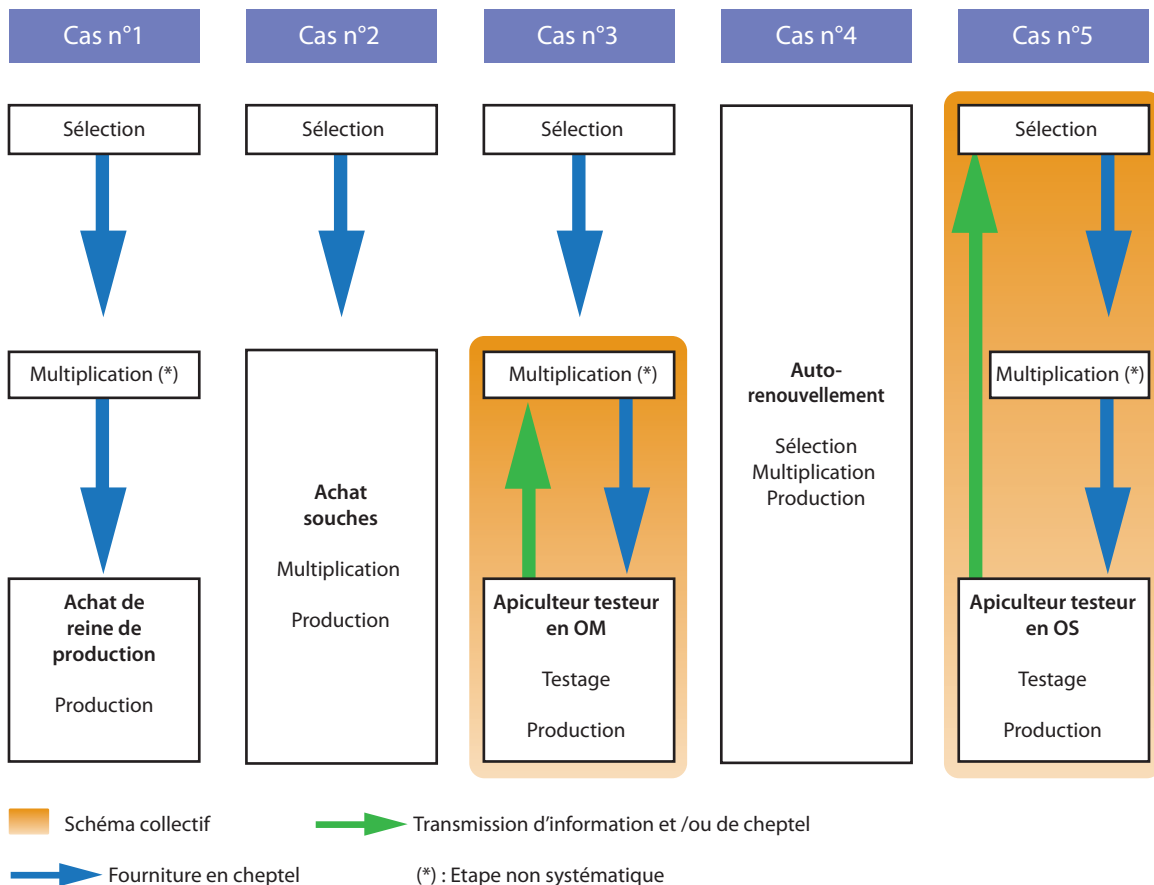 Cas n°1
Cas n°2
Cas n°3
Cas n°4
Cas n°5
Sélection
Sélection
Sélection
Sélection
Multiplication (*)
Multiplication (*)
Multiplication (*)
Achat de
reine de
production
Production
Achat
souches
Multiplication
Production
Apiculteur testeur
en OM
Testage
Production
Auto-
renouvellement
Sélection
Multiplication
Production
Apiculteur testeur
en OS
Testage
Production
Schéma collectif
Transmission d'information et /ou de cheptel
Fourniture en cheptel
(*) : Etape non systématique